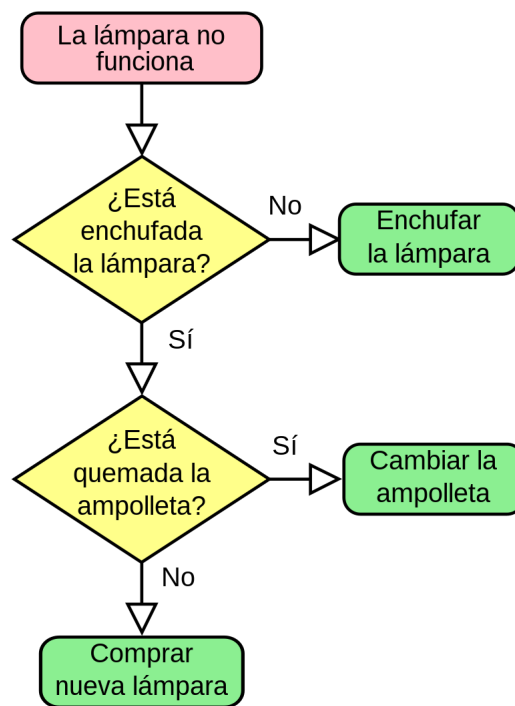 La lámpara no
funciona
¿Está
enchufada
la lámpara?
No
Enchufar
la lámpara
Sí
¿Está
quemada la
ampolleta?
Sí
Cambiar la
ampolleta
No
Comprar
nueva lámpara